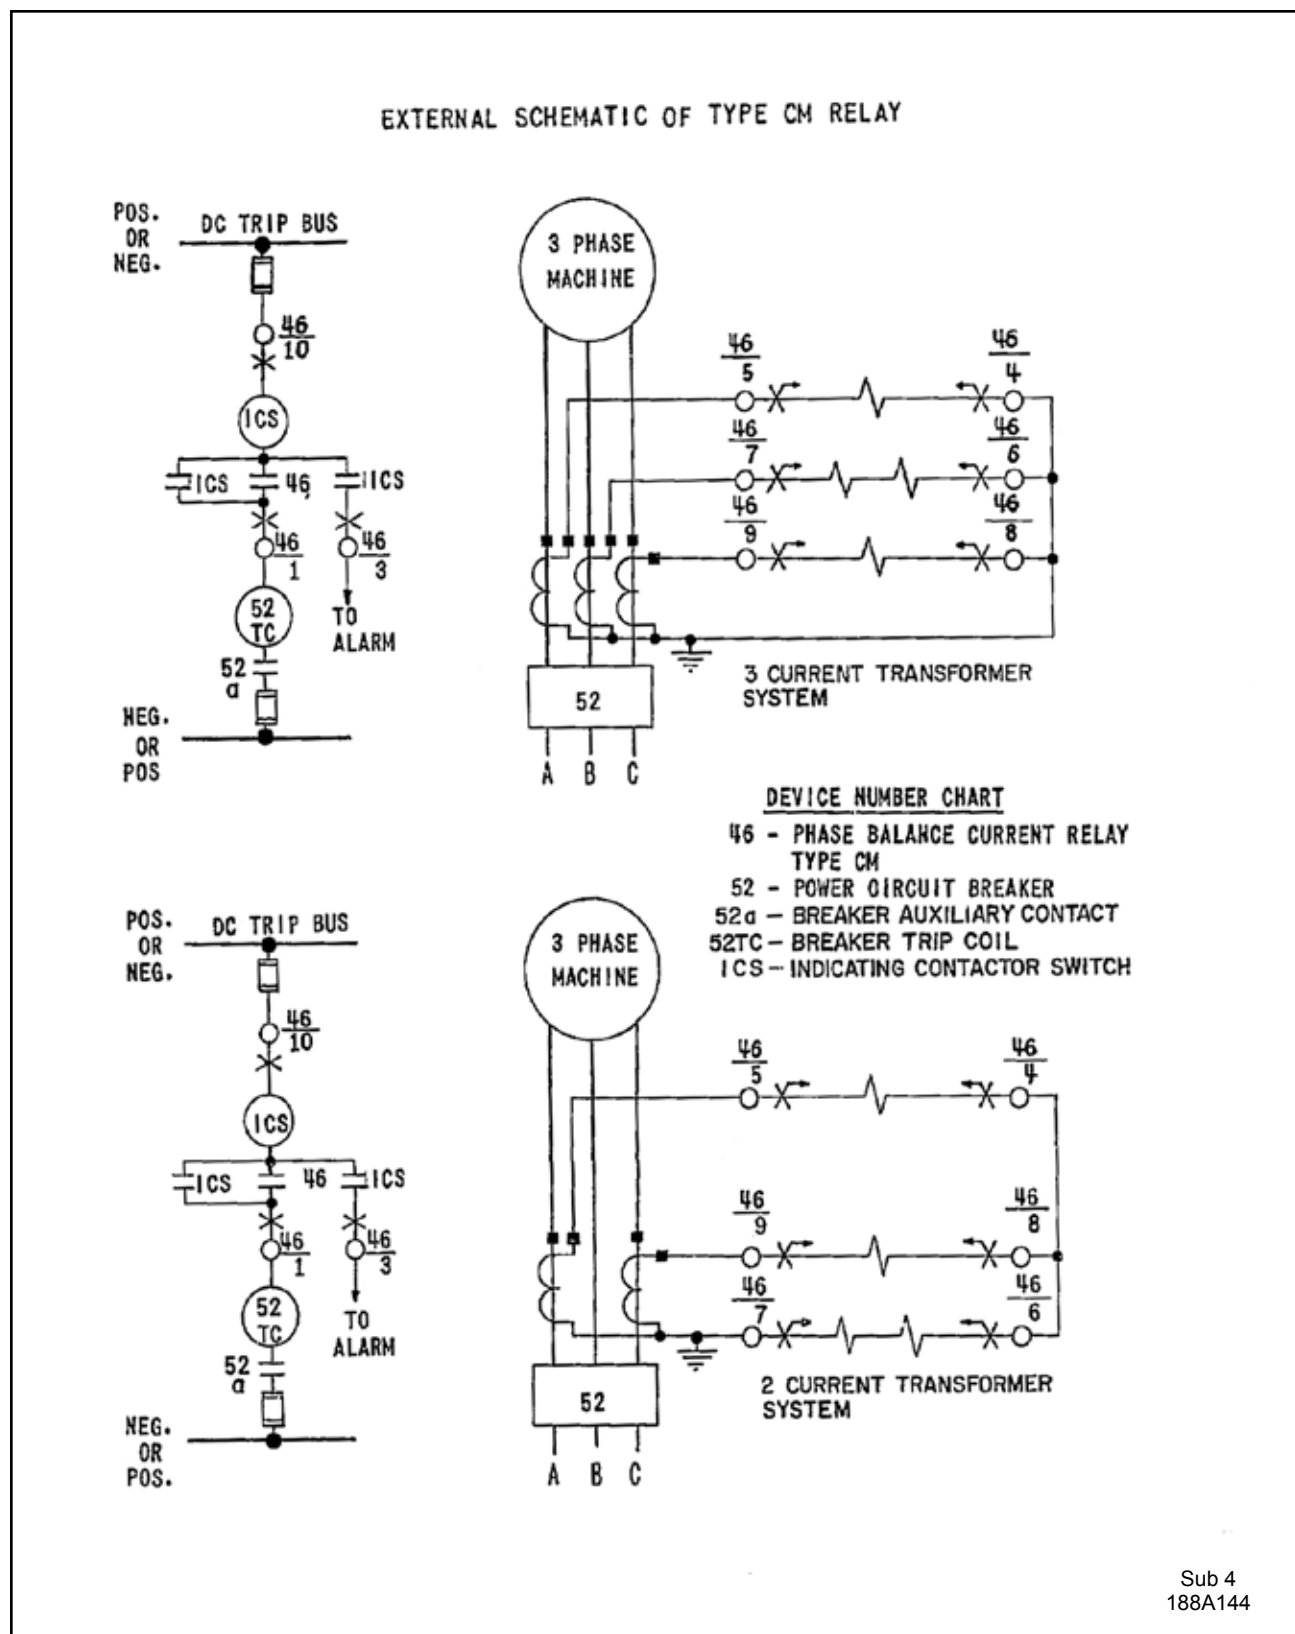 EXTERNAL SCHEMATIC OF TYPE CM RELAY
POS.
OR
NEG.
DC TRIP BUS
46
10
ICS
ICS
46
ICS
46
1
46
3
52
TC
TO
ALARM
52
a
NEG.
OR
POS
3 PHASE
MACHINE
46
5
46
4
46
7
46
6
46
9
46
8
52
A B C
3 CURRENT TRANSFORMER
SYSTEM
DEVICE NUMBER CHART
46 - PHASE BALANCE CURRENT RELAY
TYPE CM
52 - POWER CIRCUIT BREAKER
52a - BREAKER AUXILIARY CONTACT
52TC - BREAKER TRIP COIL
ICS - INDICATING CONTACTOR SWITCH
POS.
OR
NEG.
DC TRIP BUS
46
10
ICS
ICS
46
ICS
46
1
46
3
52
TC
TO
ALARM
52
a
NEG.
OR
POS.
3 PHASE
MACHINE
46
5
46
4
46
9
46
8
46
7
46
6
52
A B C
2 CURRENT TRANSFORMER
SYSTEM
Sub 4
188A144